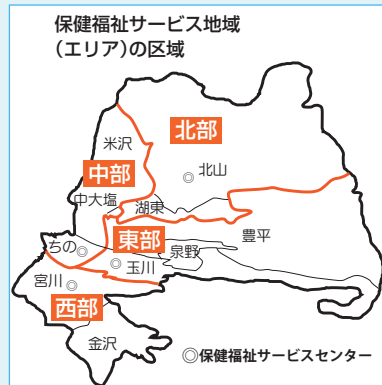 保健福祉サービス地域
(エリア)の区域
北部
米沢
◎北山
中部
中大塩
湖東
東部
豊平
ちの◎
泉野
◎玉川
宮川
◎
西部
金沢
◎保健福祉サービスセンター